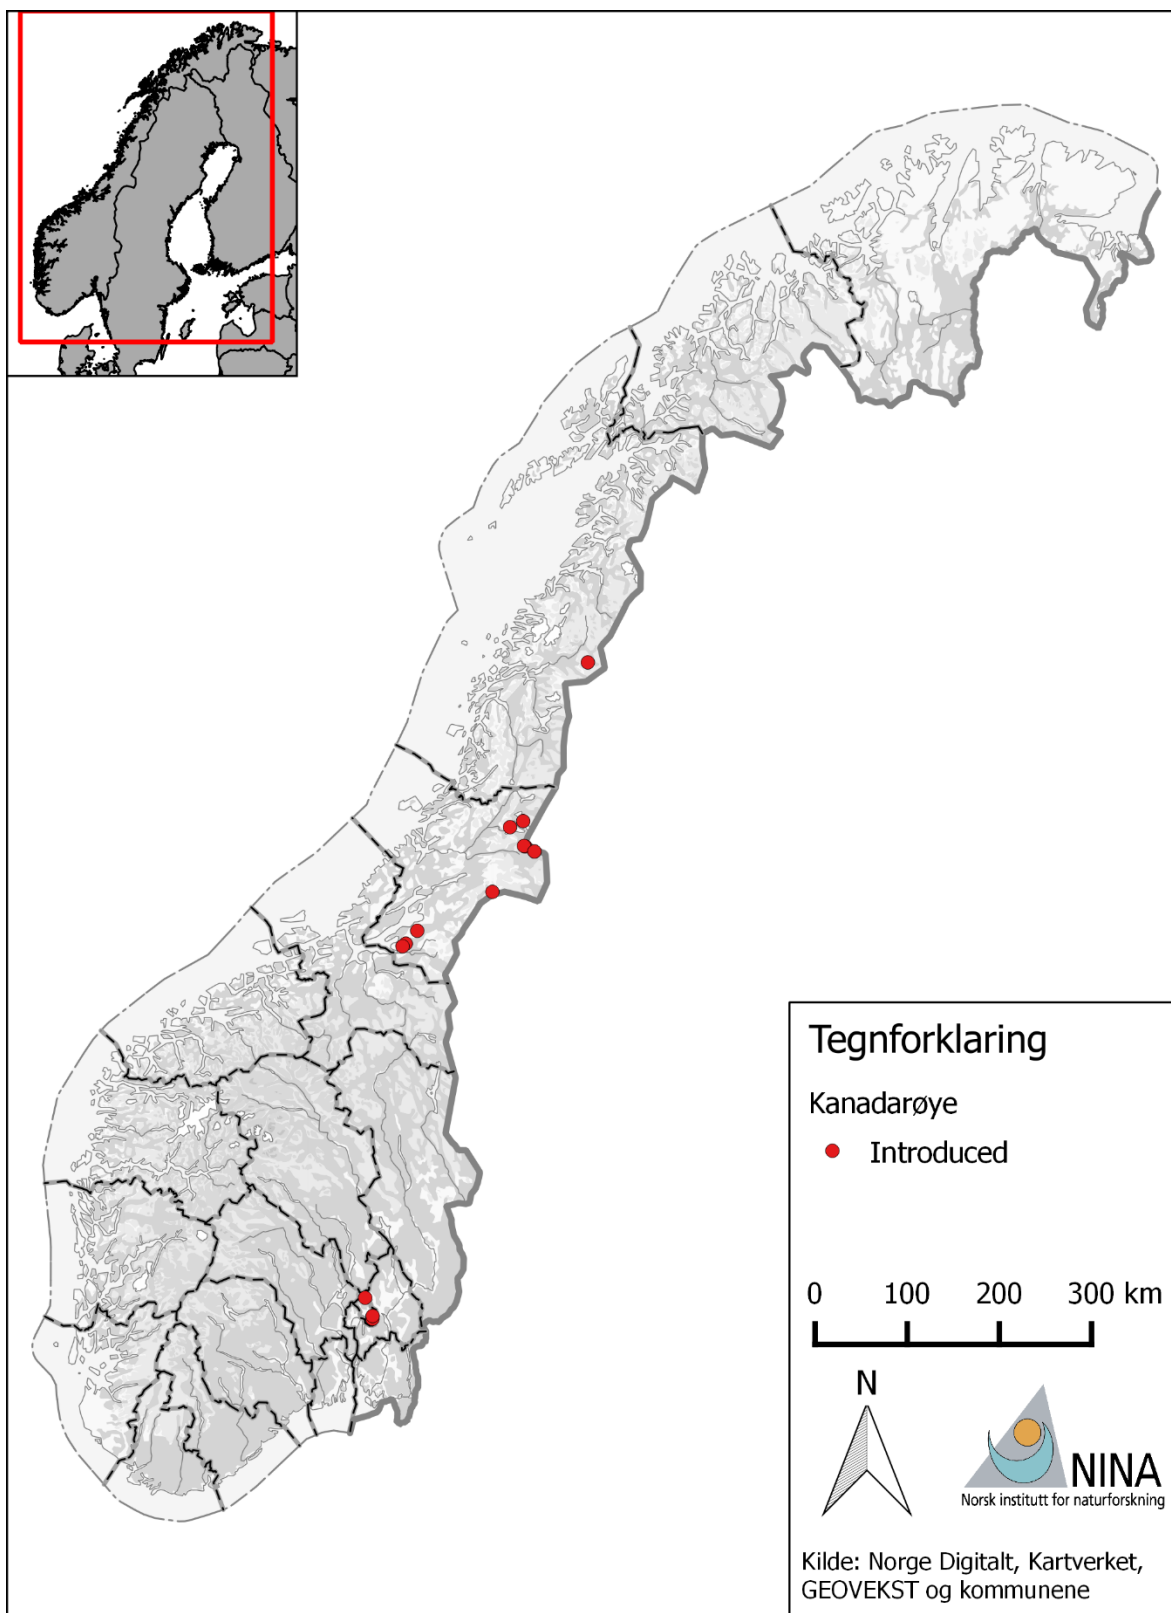 Tegnforklaring
Kanadarøye
Introduced
0 100 200 300 km
N
NINA
Norsk institutt for naturforskning
Kilde: Norge Digitalt, Kartverket,
GEOVEKST og kommunene